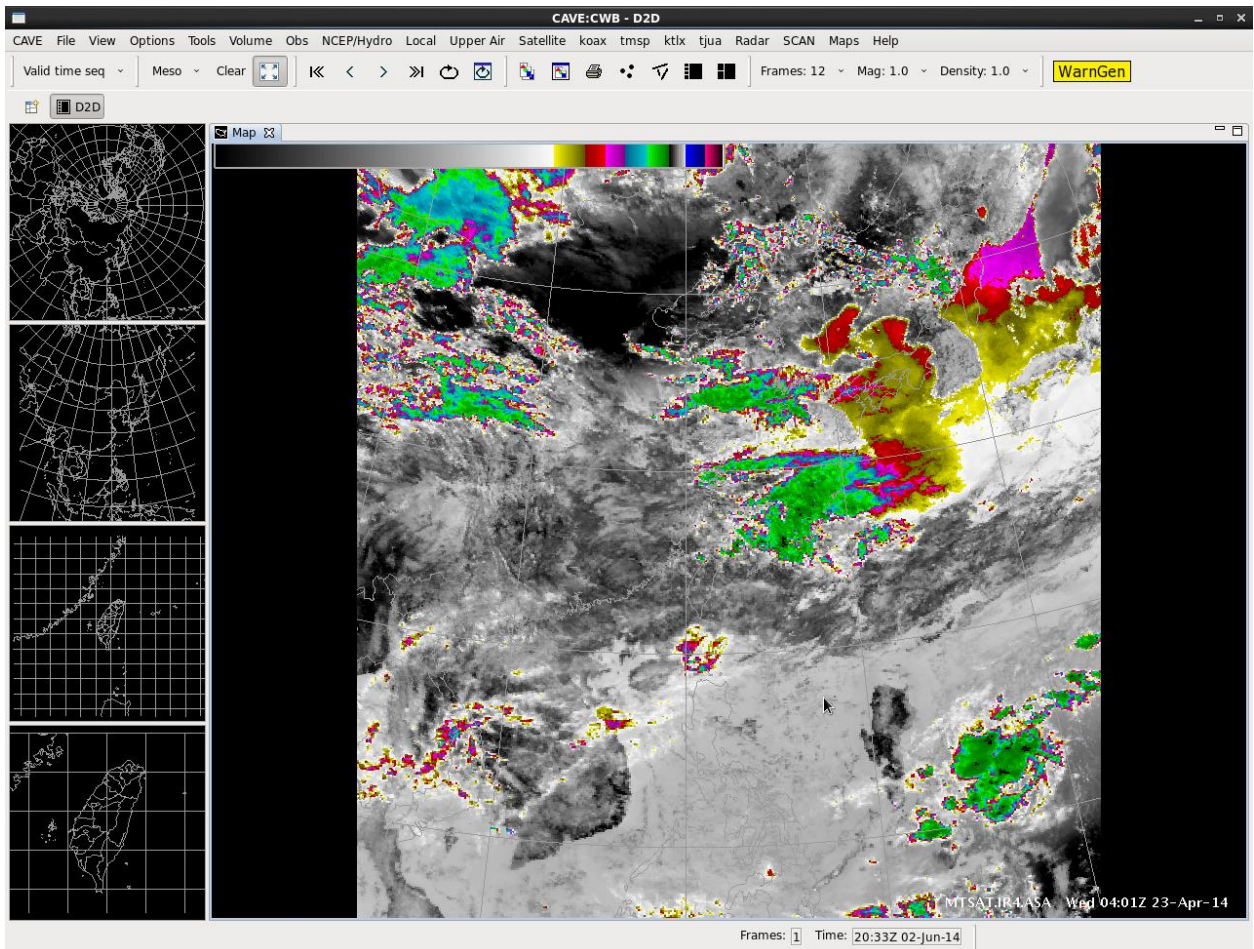 CAVE:CWB - D2D
CAVE File View Options Tools Volume Obs NCEP/Hydro Local Upper Air Satellite koax tmsp ktlx tjua Radar SCAN Maps Help
Valid time seq Meso Clear Frames: 12 Mag: 1.0 Density: 1.0 WarnGen
D2D
Map
MTSAT.IR4.ASA Wed 04:01Z 23-Apr-14
Frames: 1 Time: 20:33Z 02-Jun-14